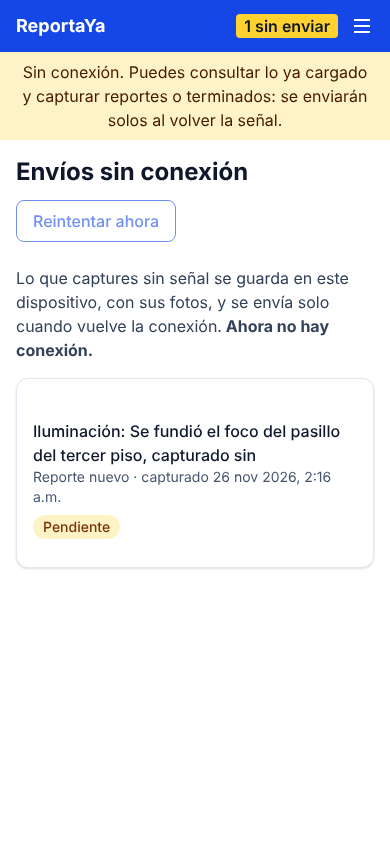 ReportaYa
1 sin enviar
Sin conexión. Puedes consultar lo ya cargado
y capturar reportes o terminados: se enviarán
solos al volver la señal.
Envíos sin conexión
Reintentar ahora
Lo que captures sin señal se guarda en este
dispositivo, con sus fotos, y se envía solo
cuando vuelve la conexión. Ahora no hay
conexión.
Iluminación: Se fundió el foco del pasillo
del tercer piso, capturado sin
Reporte nuevo · capturado 26 nov 2026, 2:16
a.m.
Pendiente